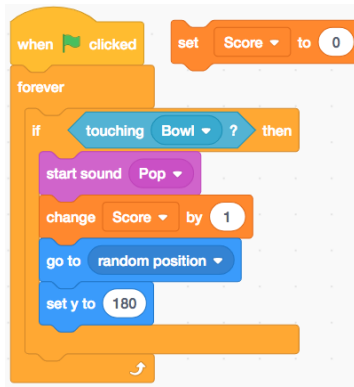 when clicked
set Score to 0
forever
if touching Bowl ? then
start sound Pop
change Score by 1
go to random position
set y to 180